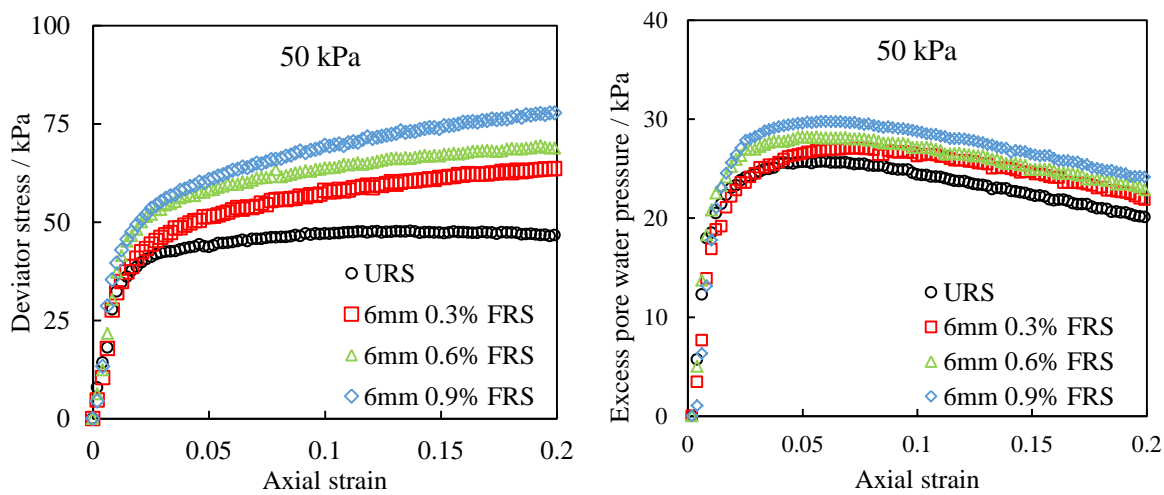 50 kPa
Deviator stress / kPa
100
75
50
25
0
0
0.05
0.1
0.15
0.2
Axial strain
URS
6mm 0.3% FRS
6mm 0.6% FRS
6mm 0.9% FRS
50 kPa
Excess pore water pressure / kPa
40
30
20
10
0
0
0.05
0.1
0.15
0.2
Axial strain
URS
6mm 0.3% FRS
6mm 0.6% FRS
6mm 0.9% FRS